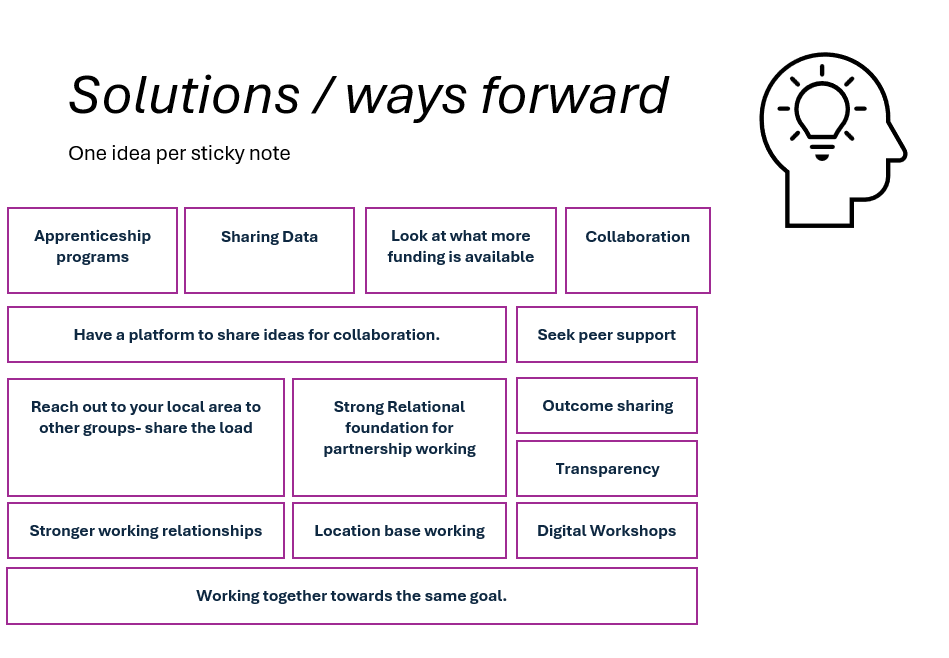 Solutions / ways forward
One idea per sticky note
Apprenticeship
programs
Sharing Data
Look at what more
funding is available
Collaboration
Have a platform to share ideas for collaboration.
Seek peer support
Reach out to your local area to
other groups- share the load
Strong Relational
foundation for
partnership working
Outcome sharing
Transparency
Stronger working relationships
Location base working
Digital Workshops
Working together towards the same goal.